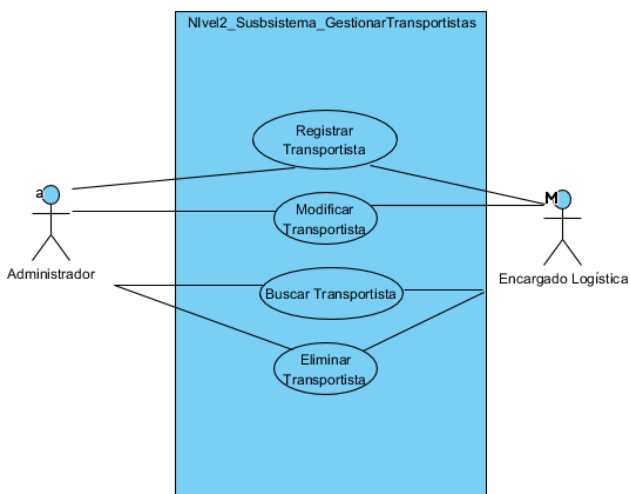 NIvel2_Susbsistema_GestionarTransportistas
Registrar
Transportista
a
M
Modificar
Transportista
Administrador
Encargado Logística
Buscar Transportista
Eliminar
Transportista